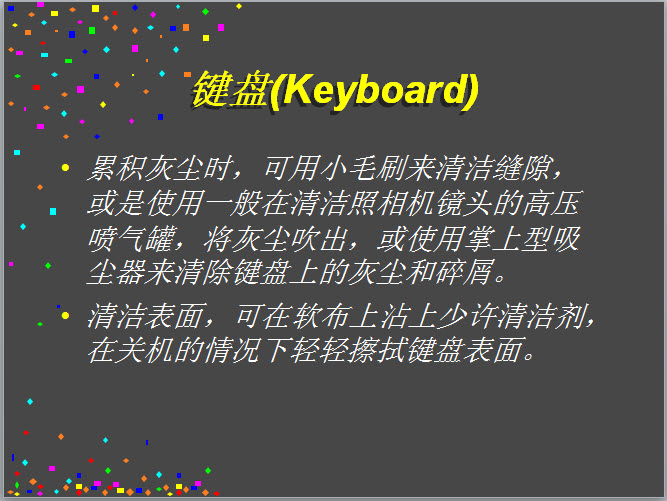 键盘(Keyboard)
• 累积灰尘时，可用小毛刷来清洁缝隙，
或是使用一般在清洁照相机镜头的高压
喷气罐，将灰尘吹出，或使用掌上型吸
尘器来清除键盘上的灰尘和碎屑。
• 清洁表面，可在软布上沾上少许清洁剂，
在关机的情况下轻轻擦拭键盘表面。